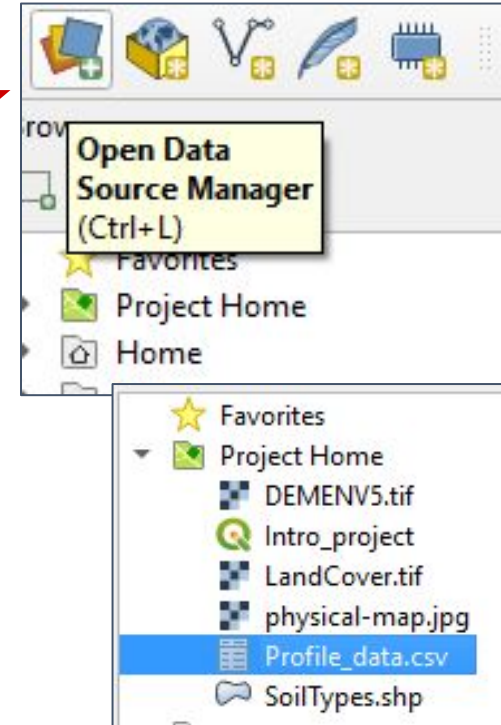 Open Data
Source Manager
(Ctrl+L)
Favorites
Project Home
Home
Favorites
Project Home
DEMENV5.tif
Intro_project
LandCover.tif
physical-map.jpg
Profile_data.csv
SoilTypes.shp